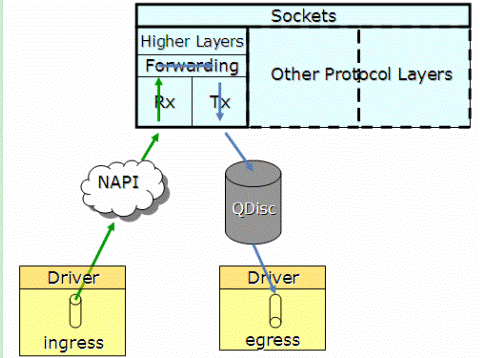 Sockets
Higher Layers
Forwarding
Other Protocol Layers
Rx
Tx
NAPI
QDisc
Driver
Driver
ingress
egress